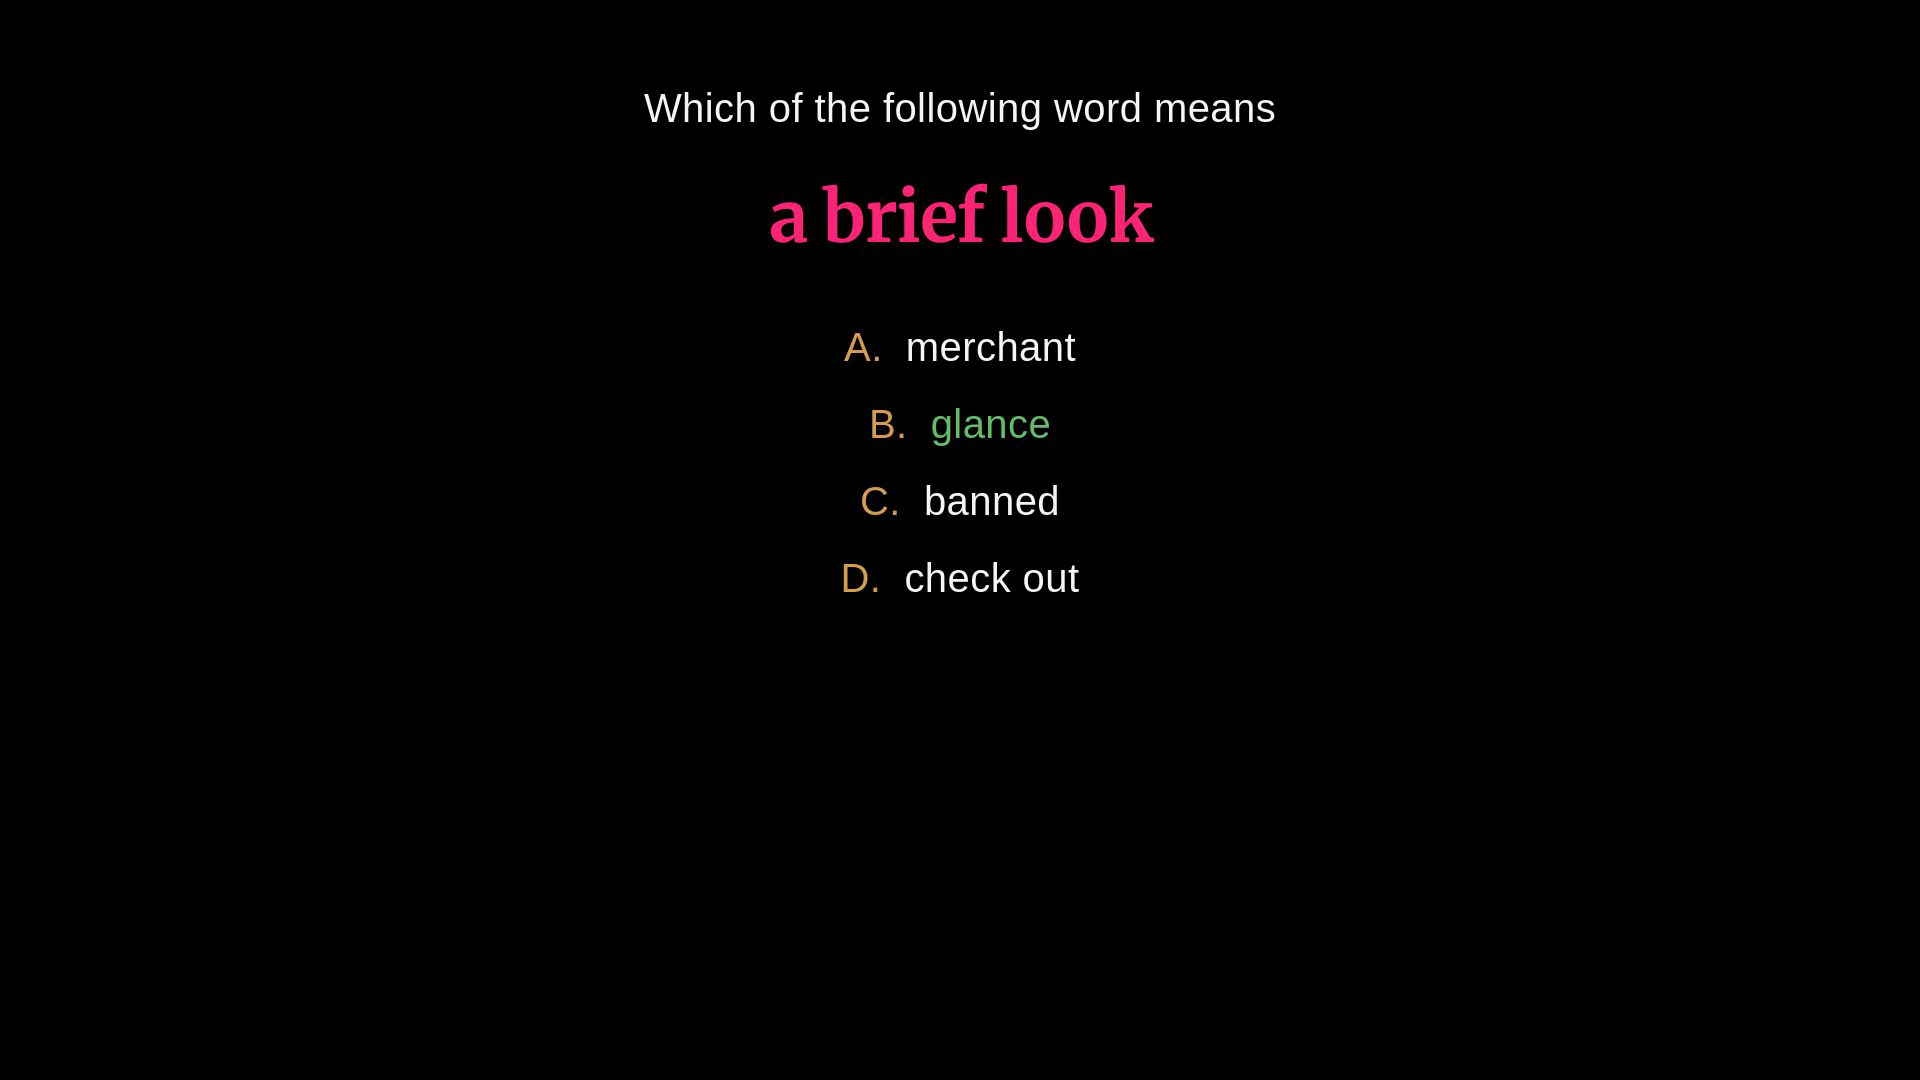 Which of the following word means
a brief look
A. merchant
B. glance
C. banned
D. check out